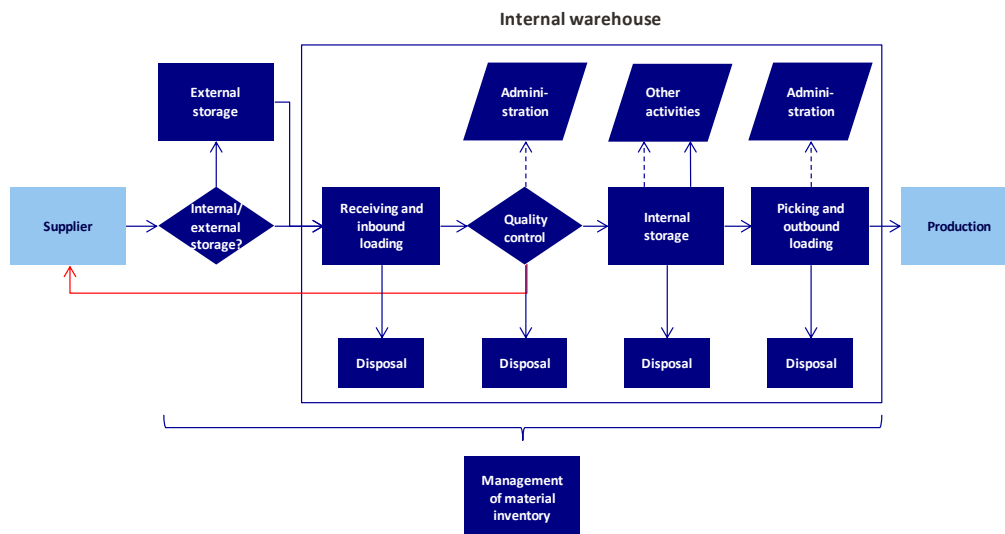 Internal warehouse
External
storage
Admini-
stration
Other
activities
Admini-
stration
Supplier
Internal/
external
storage?
Receiving and
inbound
loading
Quality
control
Internal
storage
Picking and
outbound
loading
Production
Disposal
Disposal
Disposal
Disposal
Management
of material
inventory